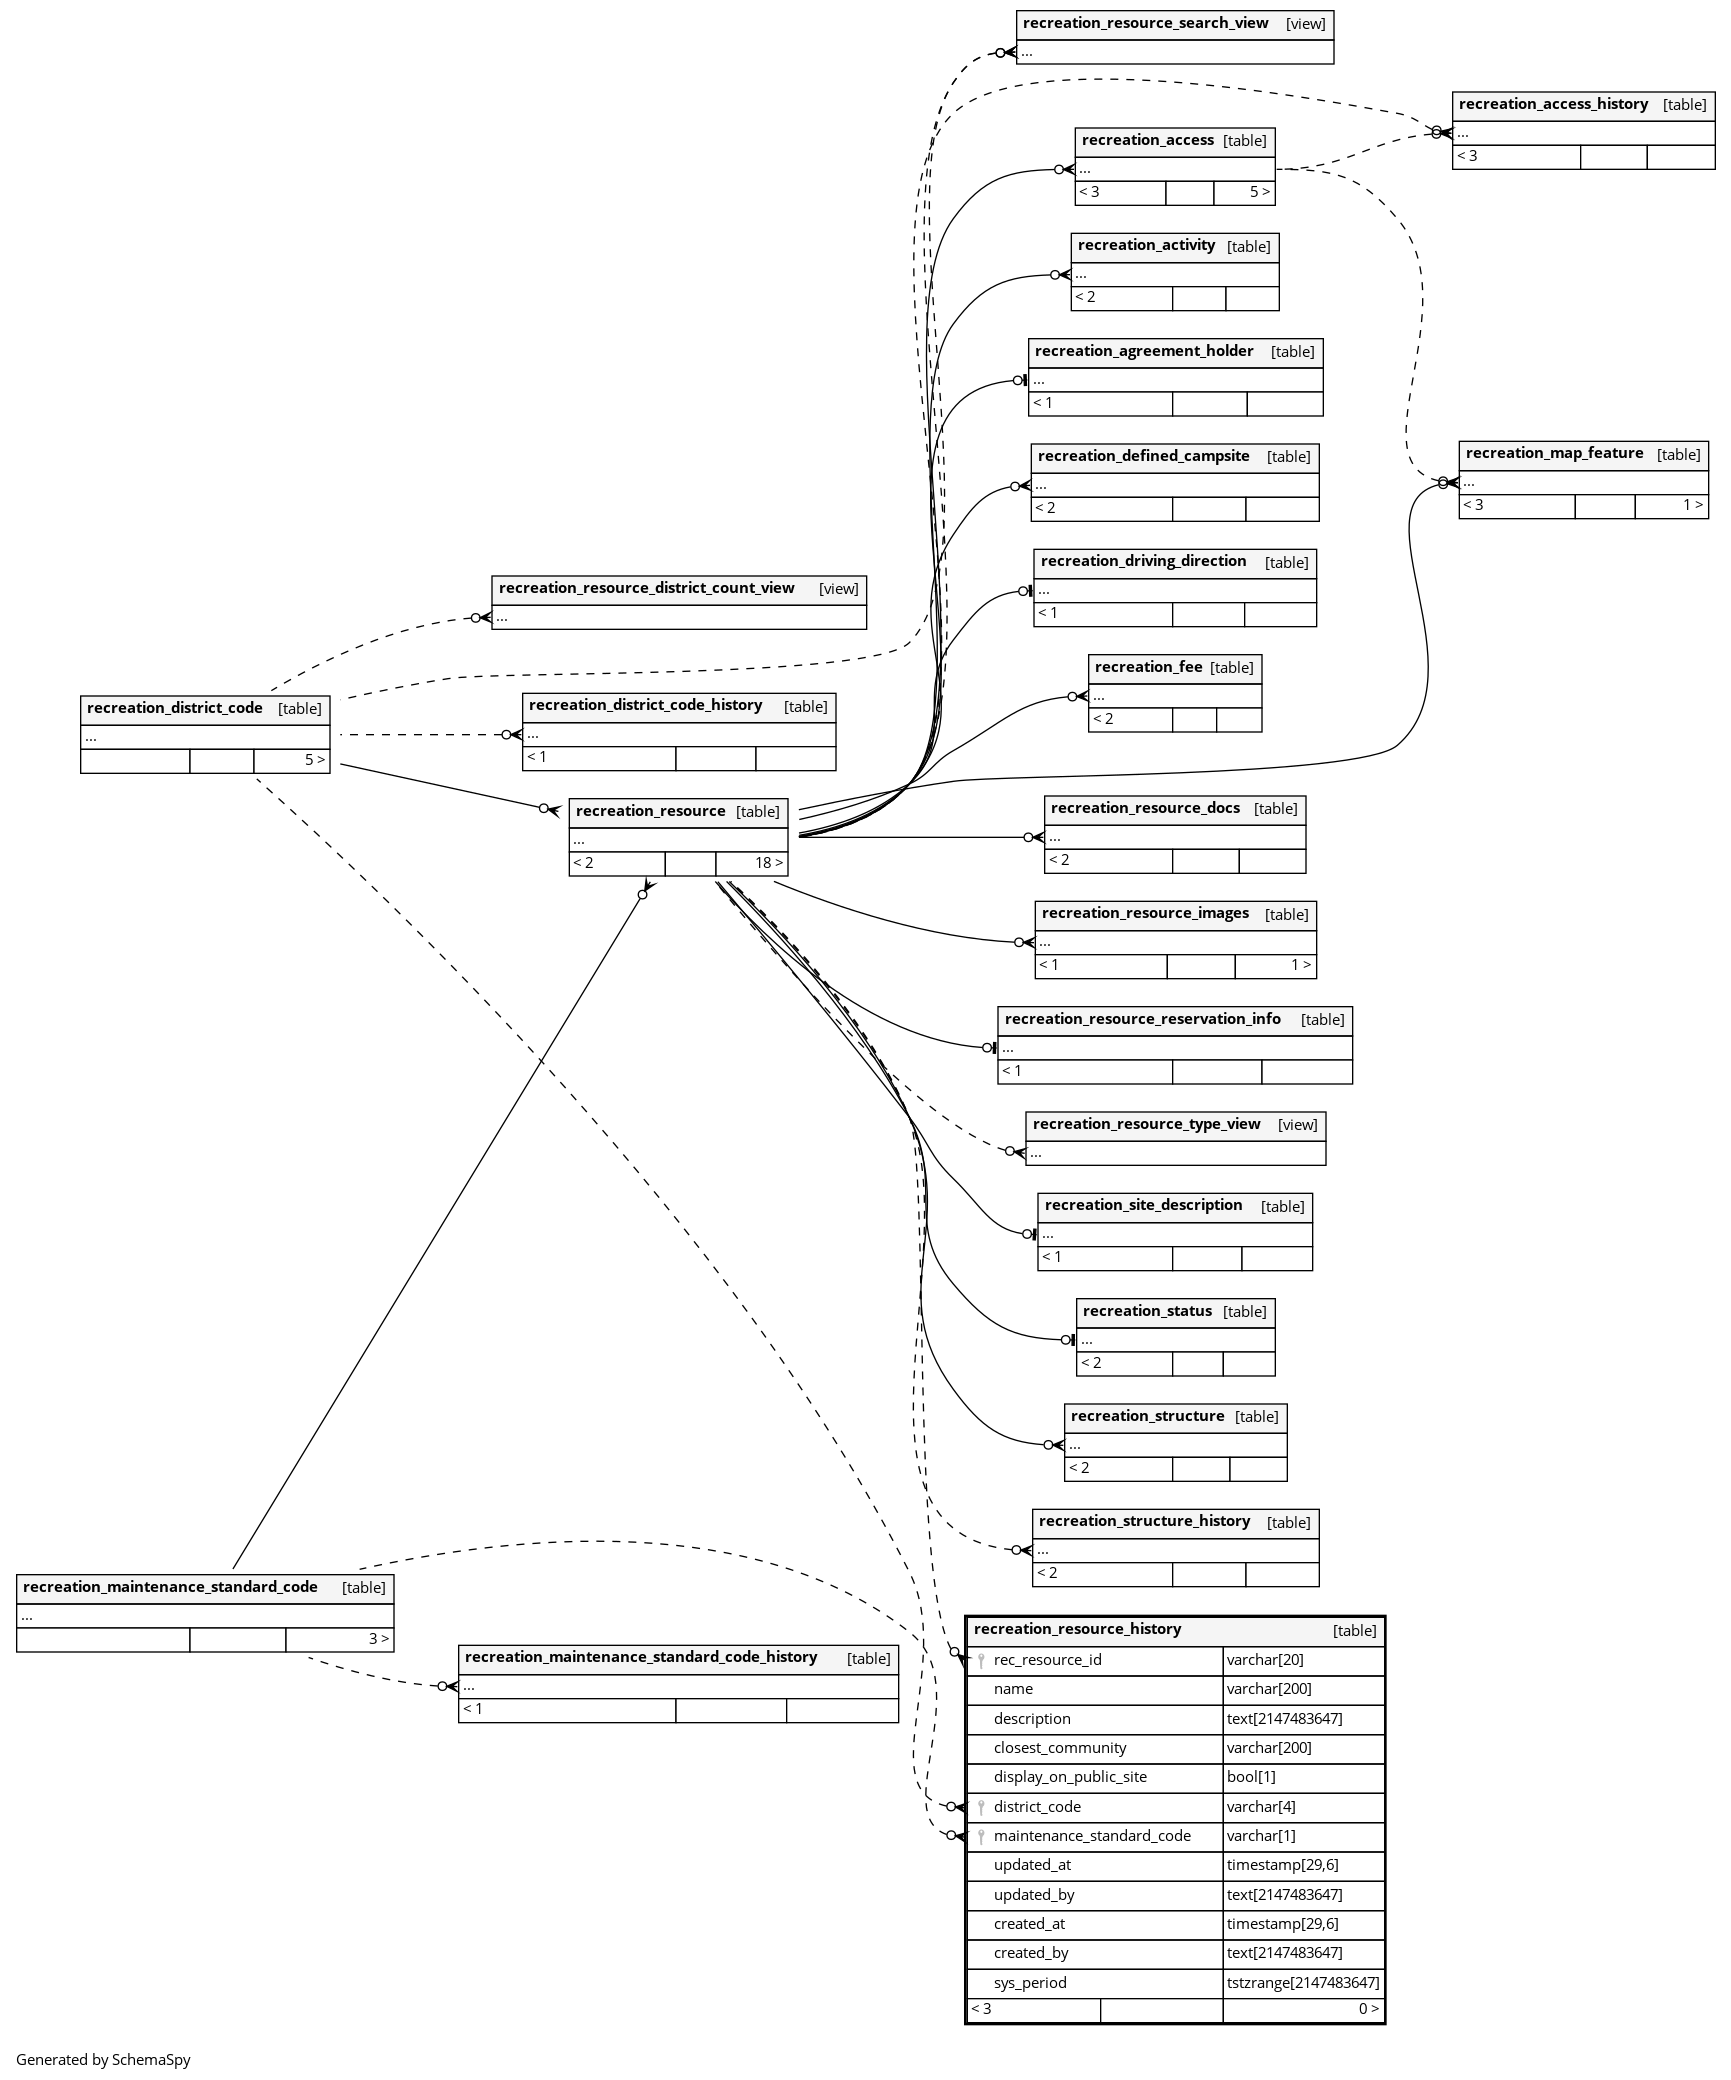 recreation_resource_search_view [view]
...
recreation_access_history [table]
...
< 3
recreation_access [table]
...
< 3 5 >
recreation_activity [table]
...
< 2
recreation_agreement_holder [table]
...
< 1
recreation_defined_campsite [table]
...
< 2
recreation_map_feature [table]
...
< 3 1 >
recreation_driving_direction [table]
...
< 1
recreation_resource_district_count_view [view]
...
recreation_fee [table]
...
< 2
recreation_district_code [table]
...
5 >
recreation_district_code_history [table]
...
< 1
recreation_resource [table]
...
< 2 18 >
recreation_resource_docs [table]
...
< 2
recreation_resource_images [table]
...
< 1 1 >
recreation_resource_reservation_info [table]
...
< 1
recreation_resource_type_view [view]
...
recreation_site_description [table]
...
< 1
recreation_status [table]
...
< 2
recreation_structure [table]
...
< 2
recreation_structure_history [table]
...
< 2
recreation_maintenance_standard_code [table]
...
3 >
recreation_maintenance_standard_code_history [table]
...
< 1
recreation_resource_history [table]
rec_resource_id varchar[20]
name varchar[200]
description text[2147483647]
closest_community varchar[200]
display_on_public_site bool[1]
district_code varchar[4]
maintenance_standard_code varchar[1]
updated_at timestamp[29,6]
updated_by text[2147483647]
created_at timestamp[29,6]
created_by text[2147483647]
sys_period tstzrange[2147483647]
< 3 0 >
Generated by SchemaSpy